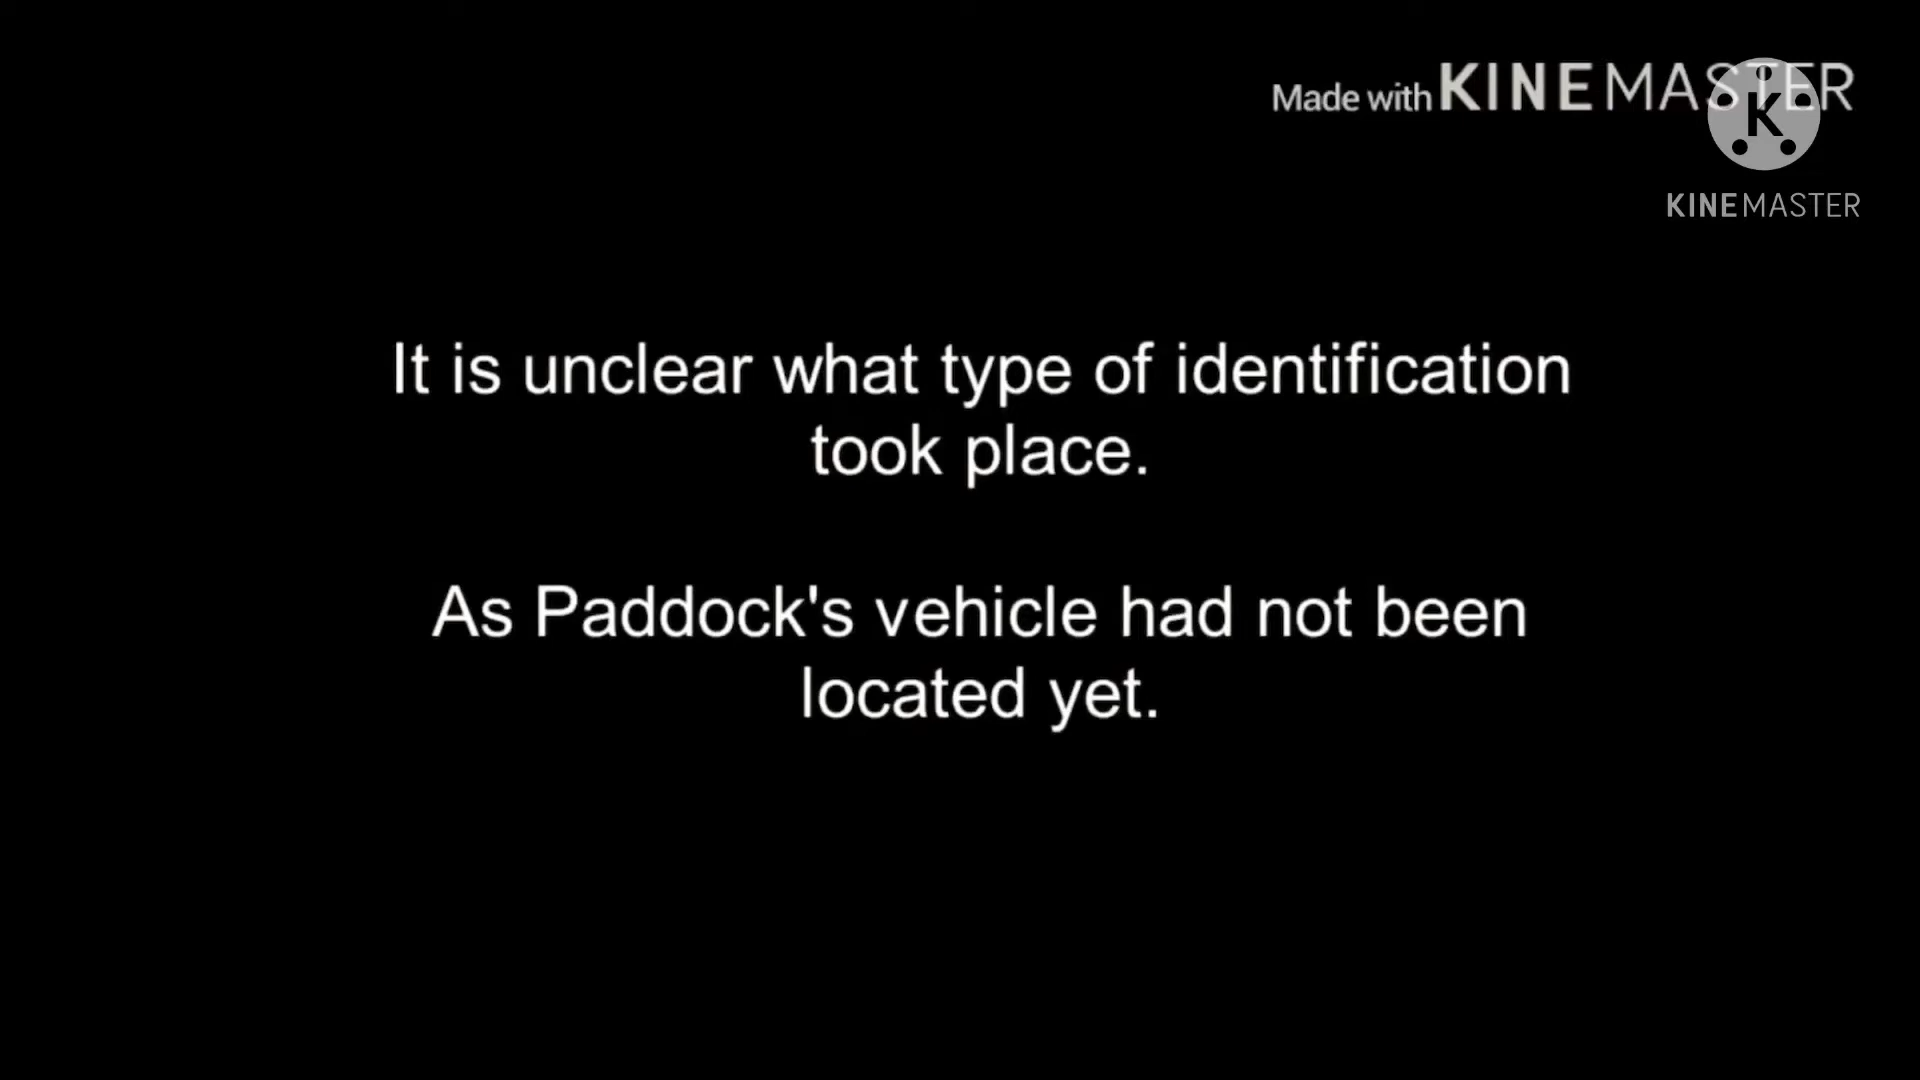 Made with KINEMASTER
K
KINEMASTER
It is unclear what type of identification
took place.
As Paddock's vehicle had not been
located yet.